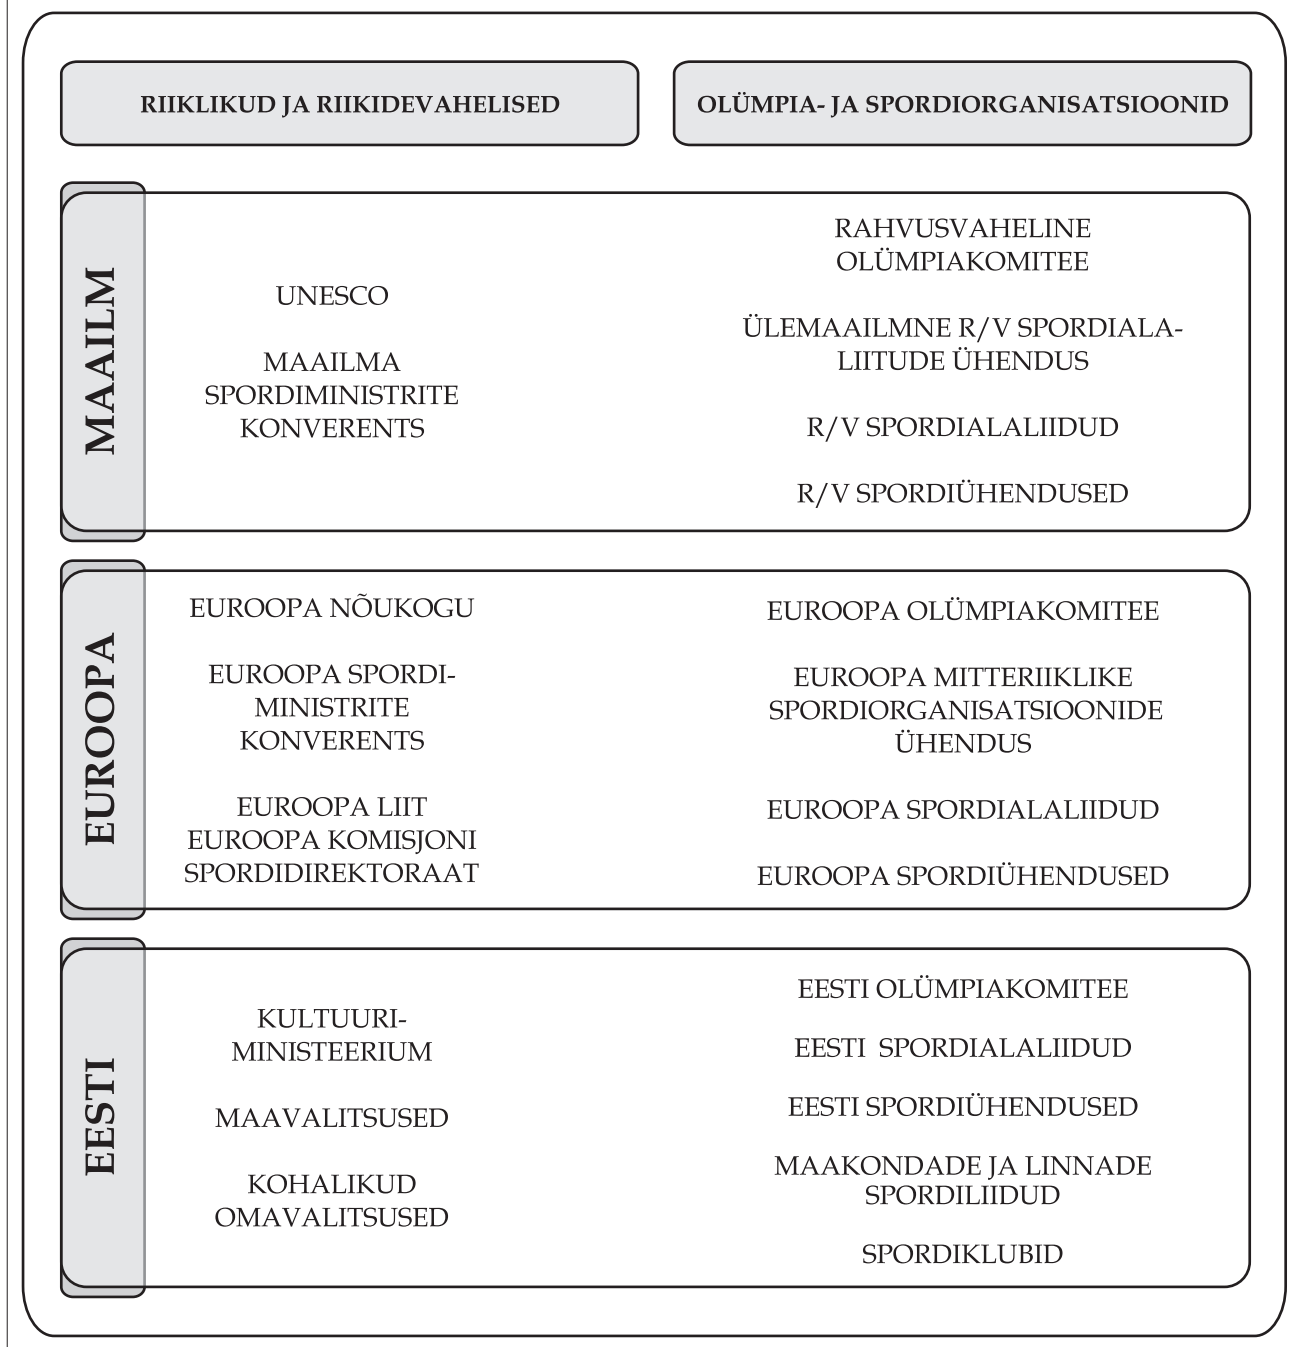 RIIKLIKUD JA RIIKIDEVAHELISED
OLÜMPIA- JA SPORDIORGANISATSIOONID
MAAILM
UNESCO
MAAILMA
SPORDIMINISTRITE
KONVERENTS
RAHVUSVAHELINE
OLÜMPIAKOMITEE
ÜLEMAAILMNE R/V SPORDIALA-
LIITUDE ÜHENDUS
R/V SPORDIALALIIDUD
R/V SPORDIÜHENDUSED
EUROOPA
EUROOPA NÕUKOGU
EUROOPA SPORDI-
MINISTRITE
KONVERENTS
EUROOPA LIIT
EUROOPA KOMISJONI
SPORDIDIREKTORAAT
EUROOPA OLÜMPIAKOMITEE
EUROOPA MITTERIIKLIKE
SPORDIORGANISATSIOONIDE
ÜHENDUS
EUROOPA SPORDIALALIIDUD
EUROOPA SPORDIÜHENDUSED
EESTI
KULTUURI-
MINISTEERIUM
MAAVALITSUSED
KOHALIKUD
OMAVALITSUSED
EESTI OLÜMPIAKOMITEE
EESTI SPORDIALALIIDUD
EESTI SPORDIÜHENDUSED
MAAKONDADE JA LINNADE
SPORDILIIDUD
SPORDIKLUBID